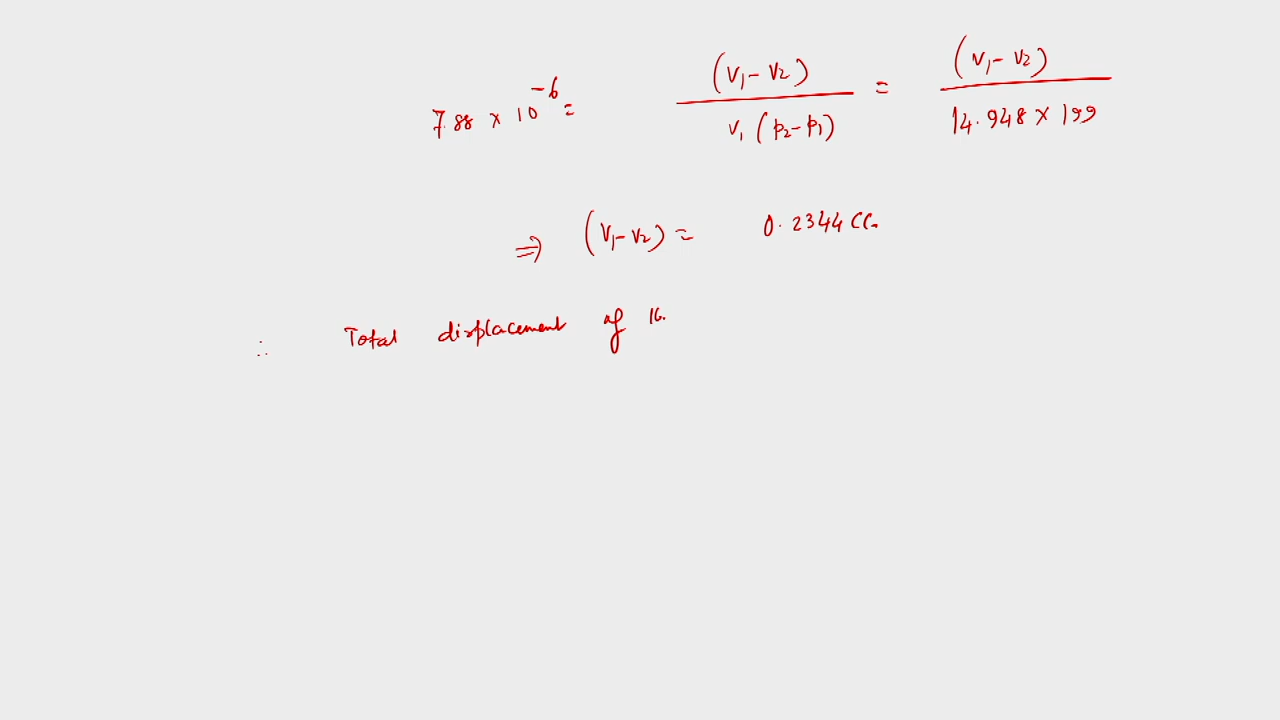 7.88 × 10⁻⁶ = (V₁ - V₂) / V₁ (p₂ - p₁) = (V₁ - V₂) / 14.948 × 199
⇒ (V₁ - V₂) = 0.2344 CC.
∴ Total displacement of 16.